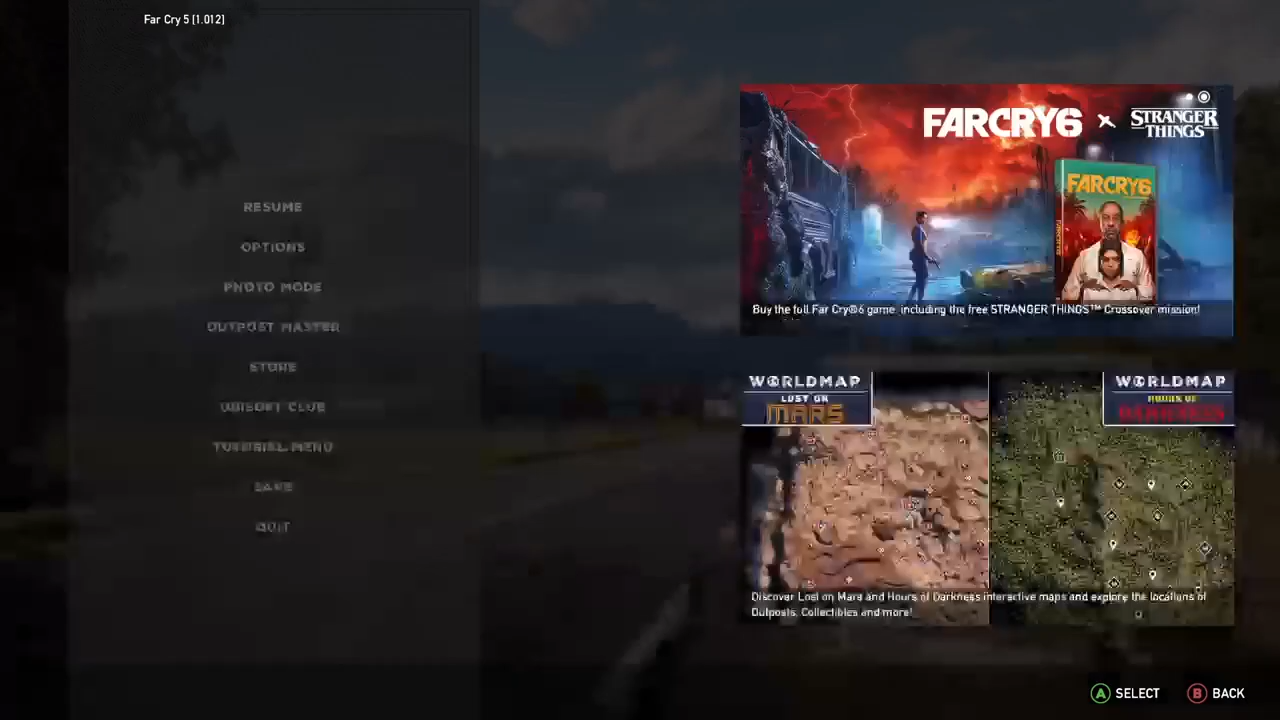 Far Cry 5 [1.012]
RESUME
OPTIONS
PHOTO MODE
OUTPOST MASTER
STORE
UBISOFT CLUB
TUTORIAL MENU
SAVE
QUIT
FARCRY6 x STRANGER THINGS
FARCRY6
Buy the full Far Cry®6 game, including the free STRANGER THINGS™ Crossover mission!
WORLDMAP
LOST ON
MARS
WORLDMAP
HOURS OF
DARKNESS
Discover Lost on Mars and Hours of Darkness interactive maps and explore the locations of
Outposts, Collectibles and more!
A SELECT
B BACK